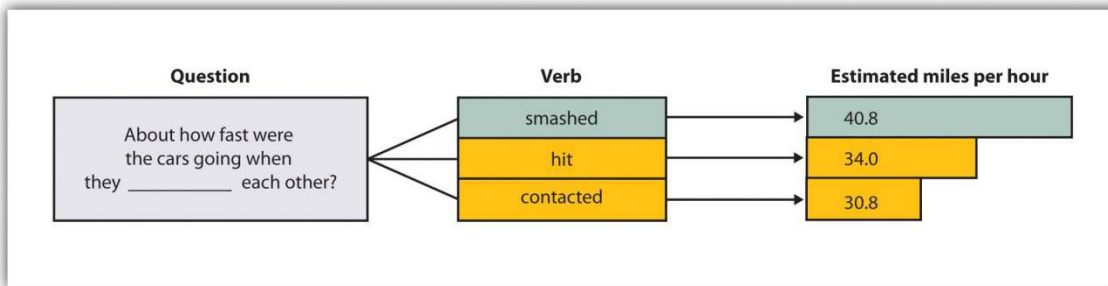 Question
About how fast were
the cars going when
they __________ each other?
Verb
smashed
hit
contacted
Estimated miles per hour
40.8
34.0
30.8